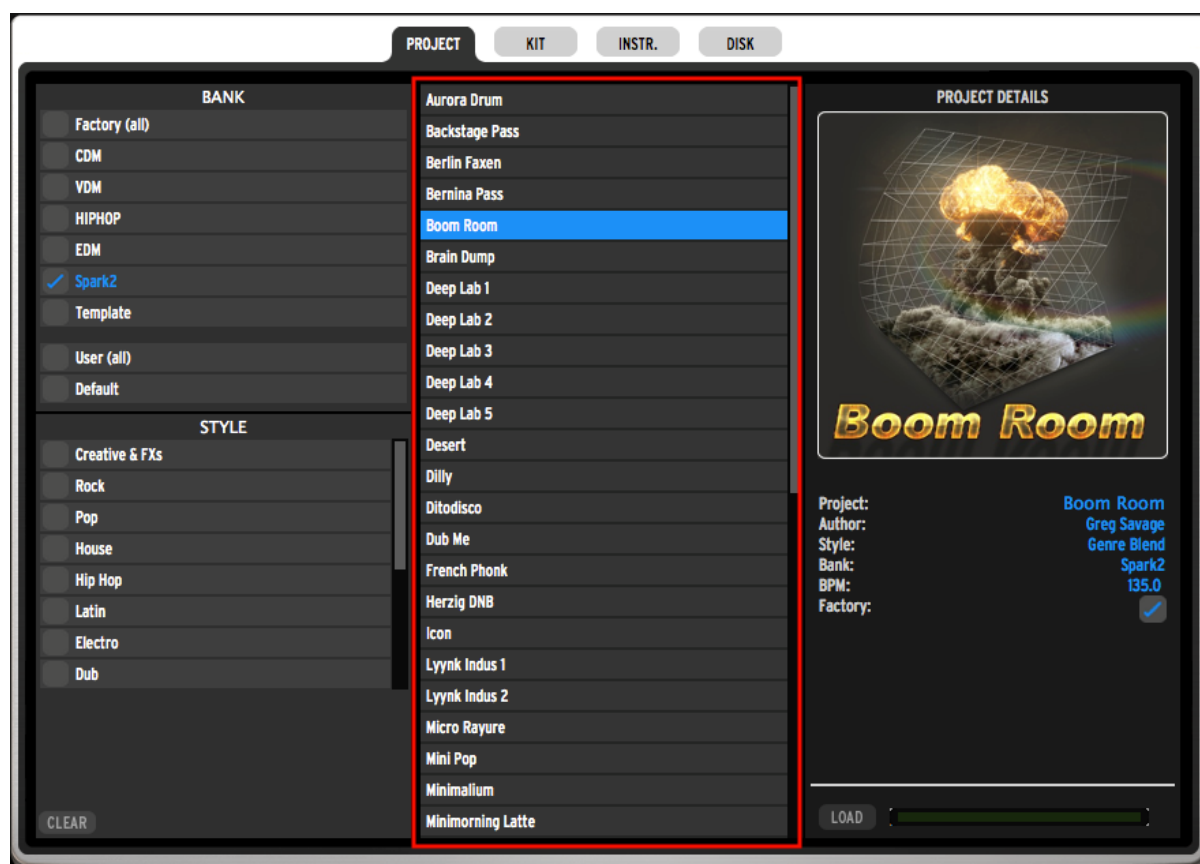 PROJECT KIT INSTR. DISK
BANK
Factory (all)
CDM
VDM
HIPHOP
EDM
Spark2
Template
User (all)
Default
STYLE
Creative & FXs
Rock
Pop
House
Hip Hop
Latin
Electro
Dub
CLEAR
Aurora Drum
Backstage Pass
Berlin Faxen
Bernina Pass
Boom Room
Brain Dump
Deep Lab 1
Deep Lab 2
Deep Lab 3
Deep Lab 4
Deep Lab 5
Desert
Dilly
Ditodisco
Dub Me
French Phonk
Herzig DNB
Icon
Lyynk Indus 1
Lyynk Indus 2
Micro Rayure
Mini Pop
Minimalium
Minimorning Latte
PROJECT DETAILS
Boom Room
Project: Boom Room
Author: Greg Savage
Style: Genre Blend
Bank: Spark2
BPM: 135.0
Factory:
LOAD